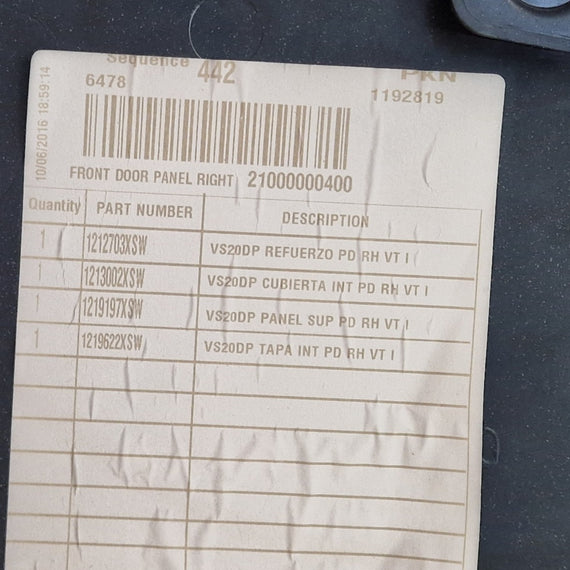 Sequence 442 PKN
6478 1192819
10/06/2016 18:59:14
FRONT DOOR PANEL RIGHT 21000000400
Quantity PART NUMBER DESCRIPTION
1 1212703XSW VS20DP REFUERZO PD RH VT I
1 1213002XSW VS20DP CUBIERTA INT PD RH VT I
1 1219197XSW VS20DP PANEL SUP PD RH VT I
1 1219622XSW VS20DP TAPA INT PD RH VT I